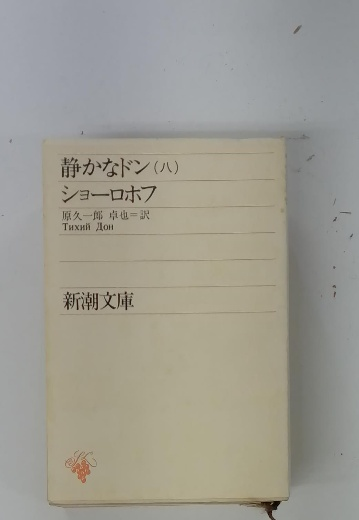 静かなドン(八)
ショーロホフ
原久一郎 卓也=訳
Тихий Дон
新潮文庫